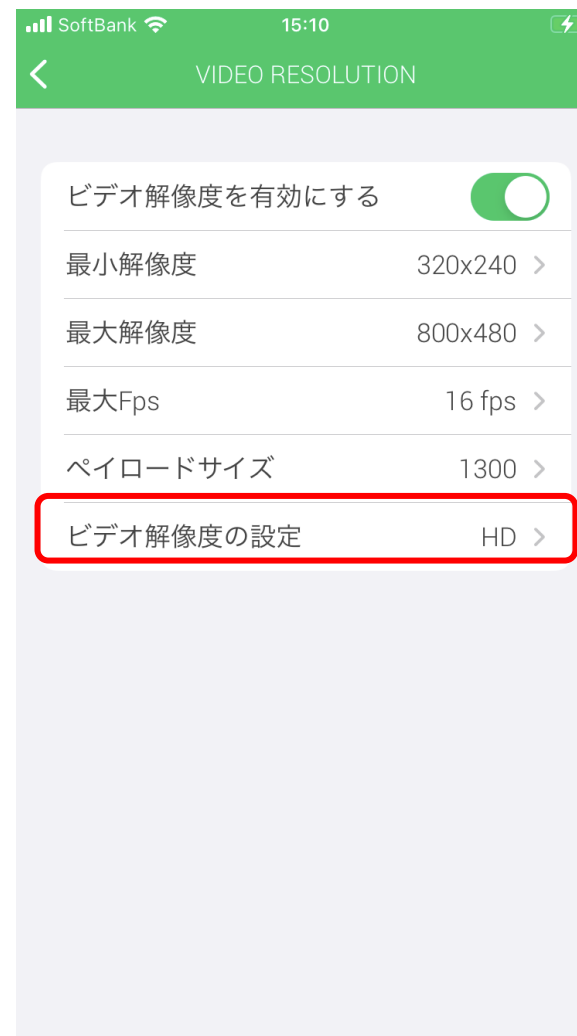 SoftBank 15:10
VIDEO RESOLUTION
ビデオ解像度を有効にする
最小解像度 320x240
最大解像度 800x480
最大Fps 16 fps
ペイロードサイズ 1300
ビデオ解像度の設定 HD